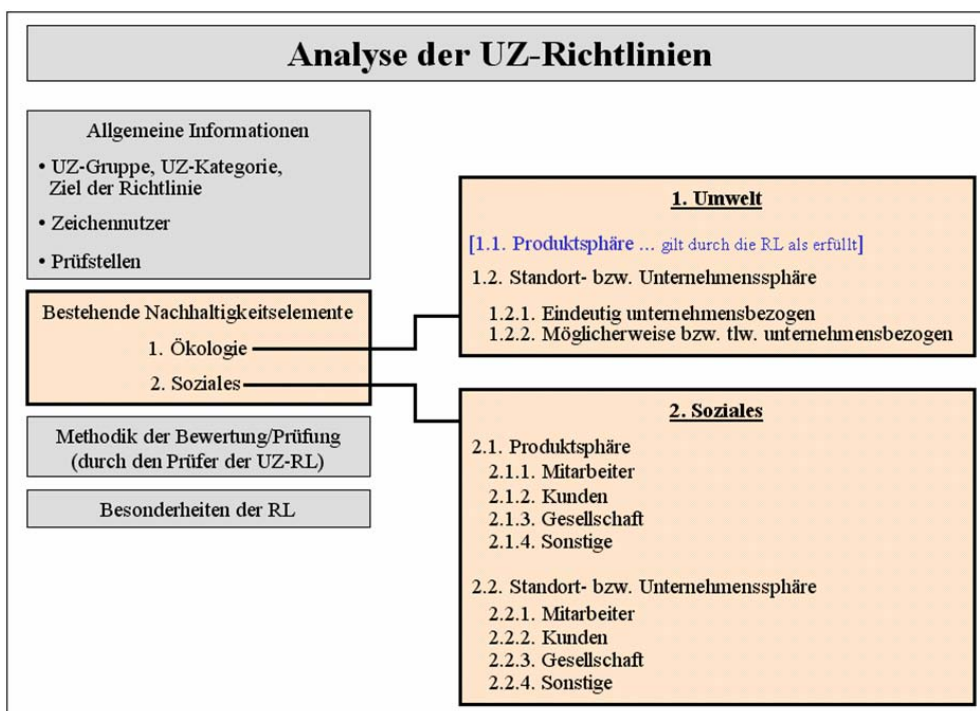 Analyse der UZ-Richtlinien
Allgemeine Informationen
• UZ-Gruppe, UZ-Kategorie,
Ziel der Richtlinie
• Zeichennutzer
• Prüfstellen
Bestehende Nachhaltigkeitselemente
1. Ökologie
2. Soziales
Methodik der Bewertung/Prüfung
(durch den Prüfer der UZ-RL)
Besonderheiten der RL
1. Umwelt
[1.1. Produktsphäre ... gilt durch die RL als erfüllt]
1.2. Standort- bzw. Unternehmenssphäre
1.2.1. Eindeutig unternehmensbezogen
1.2.2. Möglicherweise bzw. tlw. unternehmensbezogen
2. Soziales
2.1. Produktsphäre
2.1.1. Mitarbeiter
2.1.2. Kunden
2.1.3. Gesellschaft
2.1.4. Sonstige
2.2. Standort- bzw. Unternehmenssphäre
2.2.1. Mitarbeiter
2.2.2. Kunden
2.2.3. Gesellschaft
2.2.4. Sonstige